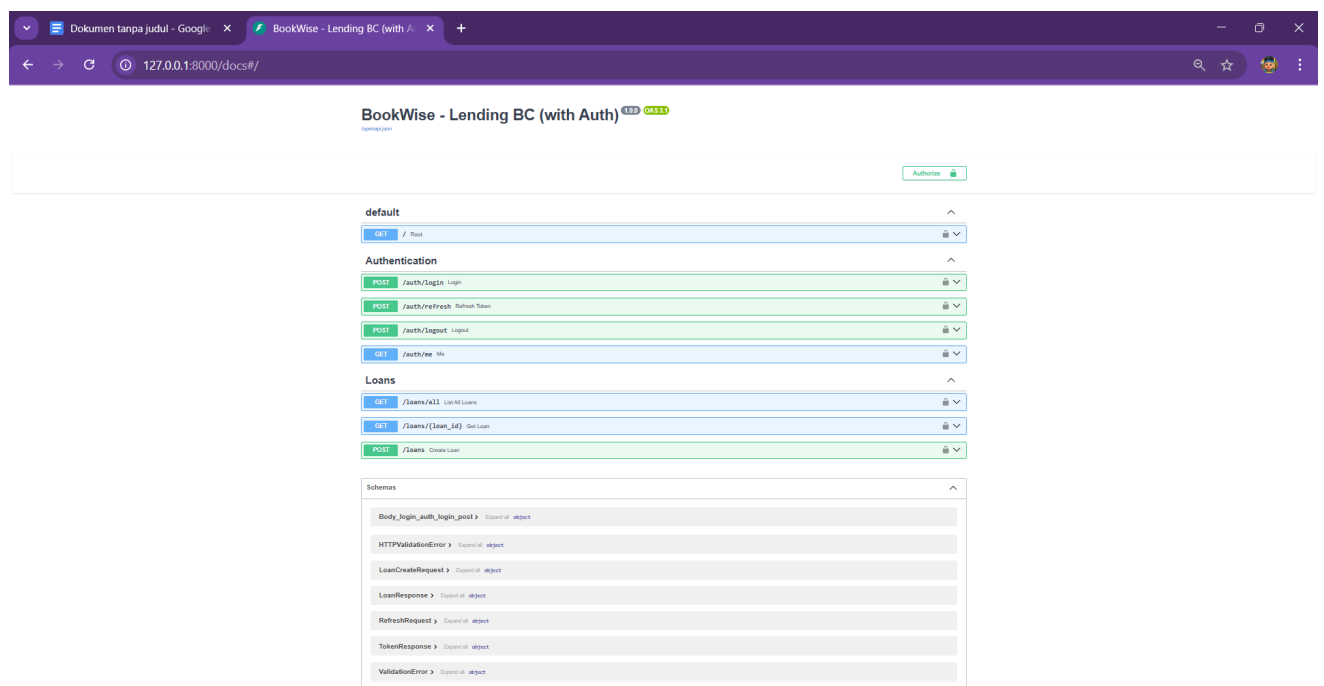 Dokumen tanpa judul - Google
BookWise - Lending BC (with Au
127.0.0.1:8000/docs#/
BookWise - Lending BC (with Auth) 1.0.0 OAS 3.1
/openapi.json
Authorize
default
GET / Root
Authentication
POST /auth/login Login
POST /auth/refresh Refresh Token
POST /auth/logout Logout
GET /auth/me Me
Loans
GET /loans/all List All Loans
GET /loans/{loan_id} Get Loan
POST /loans Create Loan
Schemas
Body_login_auth_login_post Expand all object
HTTPValidationError Expand all object
LoanCreateRequest Expand all object
LoanResponse Expand all object
RefreshRequest Expand all object
TokenResponse Expand all object
ValidationError Expand all object